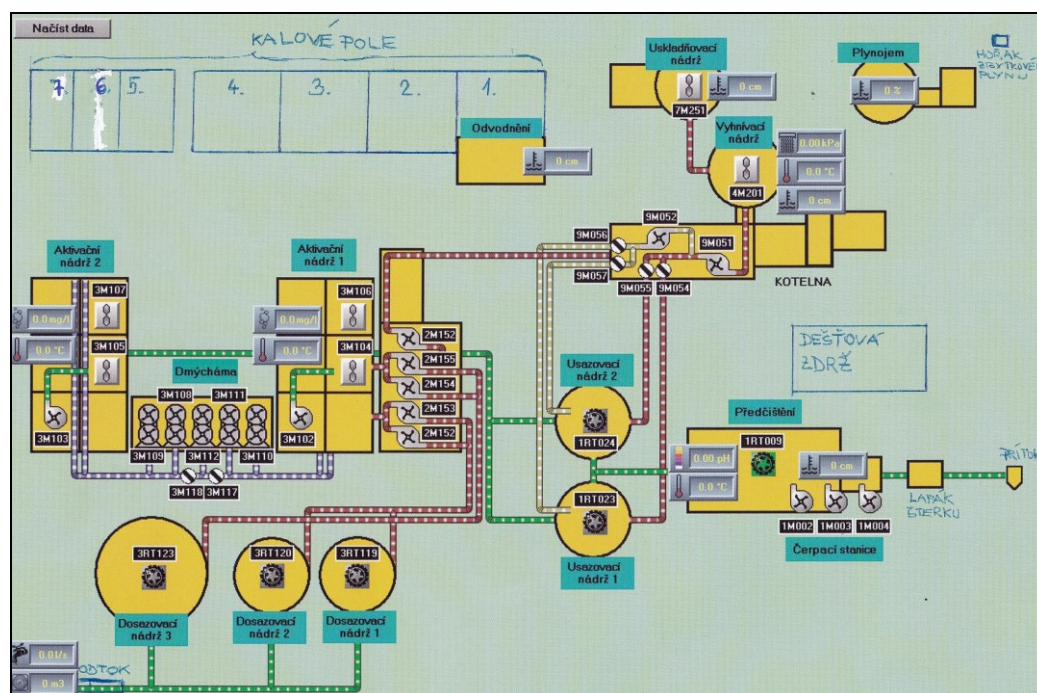 Načíst data
KALOVÉ POLE
7. 6. 5. 4. 3. 2. 1.
Odvodnění
0 cm
Uskladňovací
nádrž
0 cm
7M251
Plynojem
0 %
HOŘÁK
ZBYTKOVÉHO
PLYNU
Vyhnívací
nádrž
4M201
0.00 kPa
0.0 °C
0 cm
9M052
9M056
9M051
9M057
9M055
9M054
KOTELNA
Aktivační
nádrž 2
3M107
0.0 mg/l
3M105
0.0 °C
3M103
Aktivační
nádrž 1
3M106
0.0 mg/l
3M104
0.0 °C
3M102
Dmýchárna
3M108
3M111
3M109
3M112
3M110
3M118
3M117
2M152
2M155
2M154
2M153
2M152
DEŠŤOVÁ
ZDRŽ
Usazovací
nádrž 2
1RT024
1RT023
Usazovací
nádrž 1
Předčištění
1RT009
0.00 pH
0.0 °C
0 cm
1M002
1M003
1M004
Čerpací stanice
LAPÁK
ŠTĚRKU
PŘÍTOK
3RT123
3RT120
3RT119
Dosazovací
nádrž 3
Dosazovací
nádrž 2
Dosazovací
nádrž 1
0.0 l/s
0 m3
ODTOK